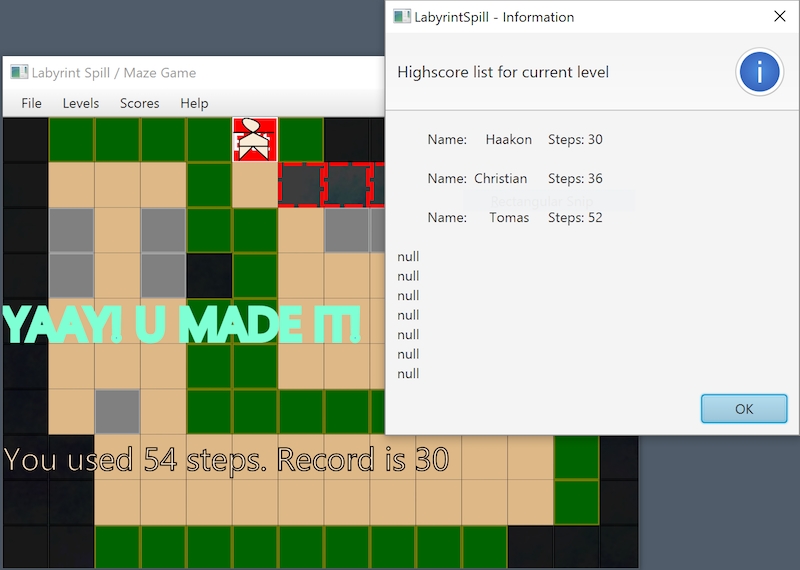 LabyrintSpill - Information
Labyrint Spill / Maze Game
File Levels Scores Help
Highscore list for current level
Name: Haakon Steps: 30
Name: Christian Steps: 36
Rectangular Snip
Name: Tomas Steps: 52
null
null
null
null
null
null
null
OK
YAAY! U MADE IT!
You used 54 steps. Record is 30